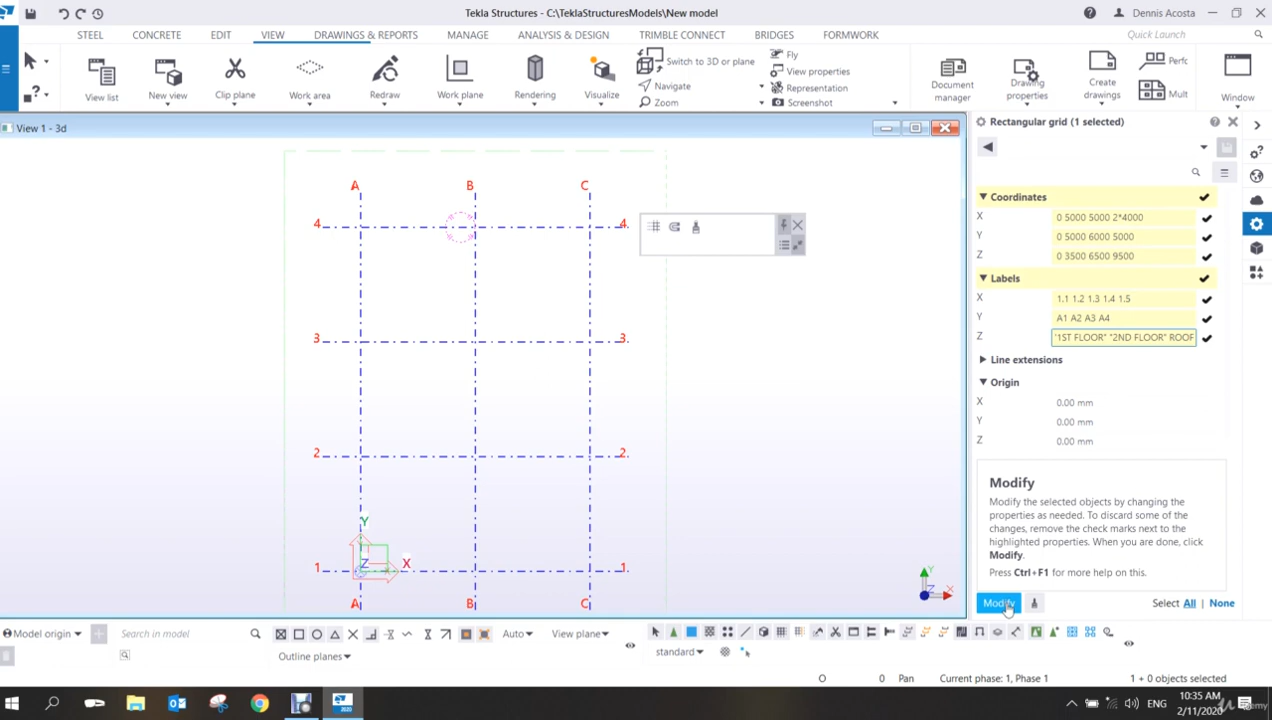 Tekla Structures - C:\TeklaStructuresModels\New model
Dennis Acosta
STEEL CONCRETE EDIT VIEW DRAWINGS & REPORTS MANAGE ANALYSIS & DESIGN TRIMBLE CONNECT BRIDGES FORMWORK Quick Launch
View list
New view
Clip plane
Work area
Redraw
Work plane
Rendering
Visualize
Switch to 3D or plane
Navigate
Zoom
Fly
View properties
Representation
Screenshot
Document manager
Drawing properties
Create drawings
Perfc
Mult
Window
View 1 - 3d
A B C
4 4
3 3
2 2
1 1
Y
Z X
A B C
Y
Z X
Rectangular grid (1 selected)
Coordinates
X 0 5000 5000 2*4000
Y 0 5000 6000 5000
Z 0 3500 6500 9500
Labels
X 1.1 1.2 1.3 1.4 1.5
Y A1 A2 A3 A4
Z "1ST FLOOR" "2ND FLOOR" ROOF
Line extensions
Origin
X 0.00 mm
Y 0.00 mm
Z 0.00 mm
Modify
Modify the selected objects by changing the
properties as needed. To discard some of the
changes, remove the check marks next to the
highlighted properties. When you are done, click
Modify.
Press Ctrl+F1 for more help on this.
Modify Select All | None
Model origin Search in model Auto View plane
Outline planes standard
O 0 Pan Current phase: 1, Phase 1 1 + 0 objects selected
ENG 10:35 AM
2/11/2020
Udemy